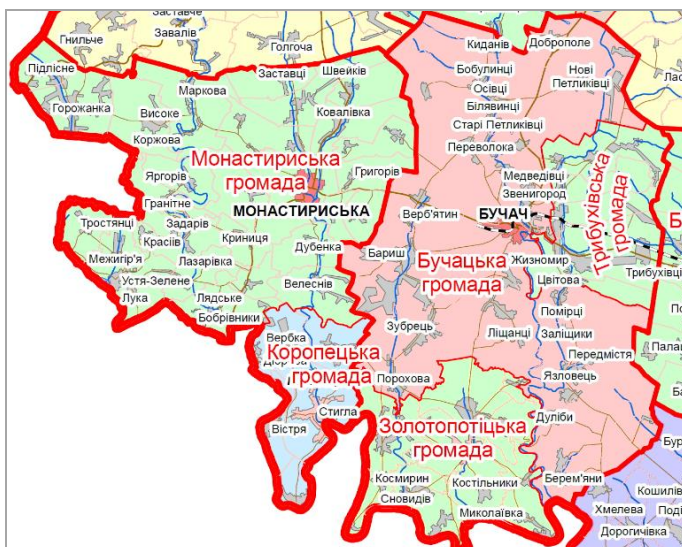 Заставче
Гнильче
Завалів
Голгоча
Киданів
Доброполе
Підлісне
Заставці
Швейків
Бобулинці
Нові
Петликівці
Маркова
Осівці
Горожанка
Високе
Ковалівка
Білявинці
Коржова
Старі Петликівці
Монастириська
громада
Григорів
Переволока
Яргорів
Медведівці
Звенигород
Трибухівська
громада
Гранітне
МОНАСТИРИСЬКА
Верб'ятин
БУЧАЧ
Тростянці
Задарів
Красіїв
Криниця
Дубенка
Бариш
Бучацька
громада
Жизномир
Межигір'я
Лазарівка
Трибухівці
Устя-Зелене
Велеснів
Цвітова
Лука
Лядське
Бобрівники
Помірці
Зубрець
Ліщанці
Заліщики
Вербка
Коропецька
громада
Передмістя
Порохова
Язловець
Стигла
Вістря
Золотопотіцька
громада
Дуліби
Космирин
Костільники
Берем'яни
Сновидів
Миколаївка
Хмелева
Дорогичівка